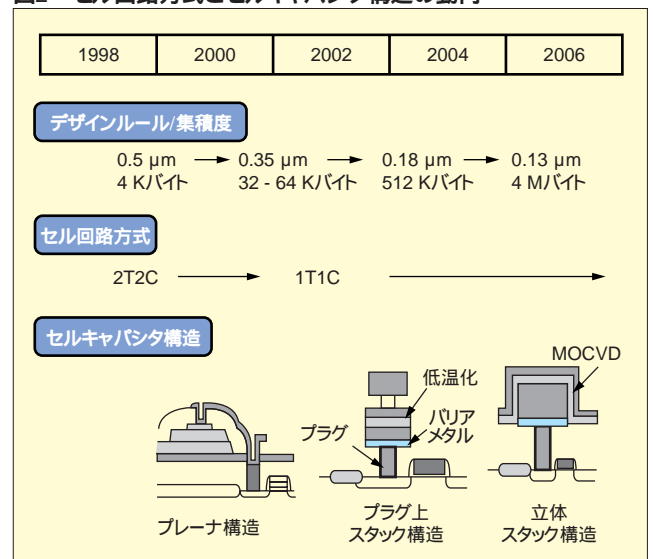 1998 2000 2002 2004 2006
デザインルール/集積度
0.5 µm 0.35 µm 0.18 µm 0.13 µm
4 Kバイト 32 - 64 Kバイト 512 Kバイト 4 Mバイト
セル回路方式
2T2C 1T1C
セルキャパシタ構造
MOCVD
低温化
プラグ
バリア
メタル
プレーナ構造
プラグ上
スタック構造
立体
スタック構造